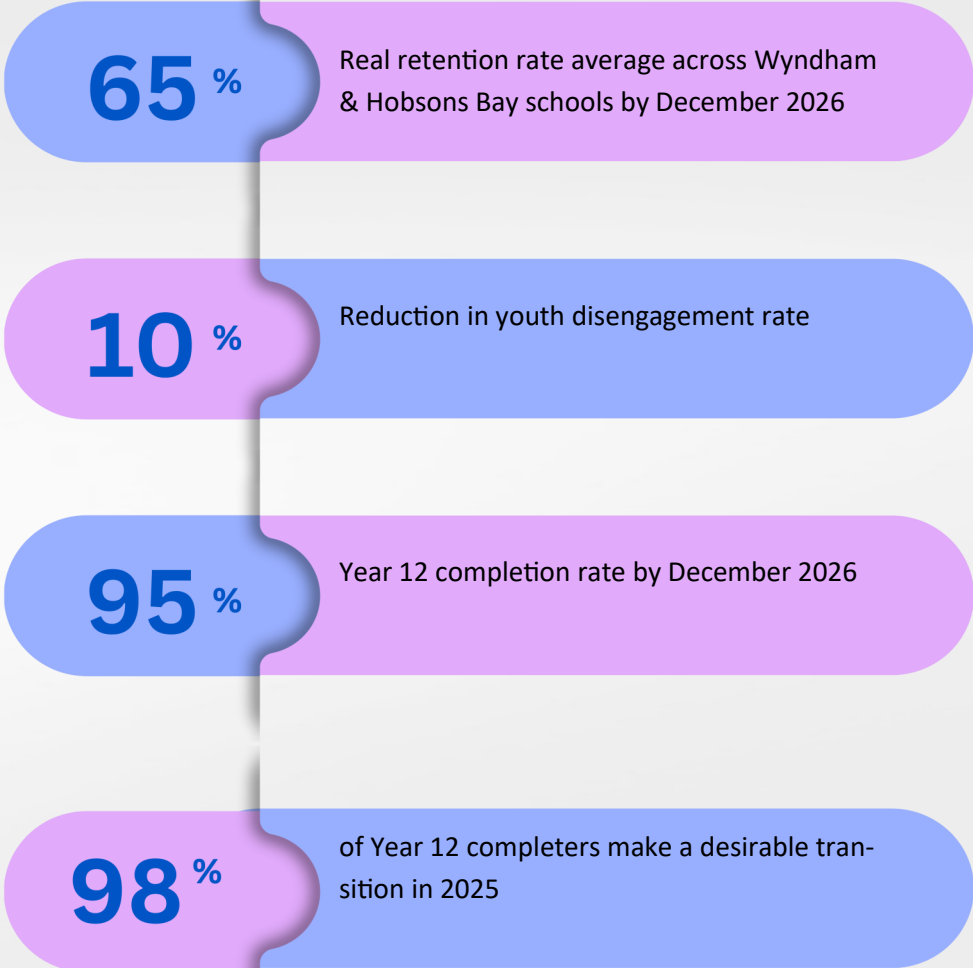 65 %
Real retention rate average across Wyndham
& Hobsons Bay schools by December 2026
10 %
Reduction in youth disengagement rate
95 %
Year 12 completion rate by December 2026
98 %
of Year 12 completers make a desirable tran-
sition in 2025